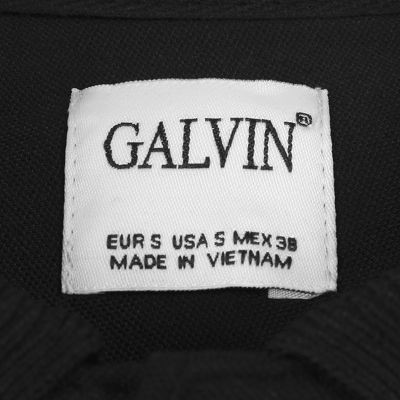 GALVIN
EUR S USA S MEX 38
MADE IN VIETNAM